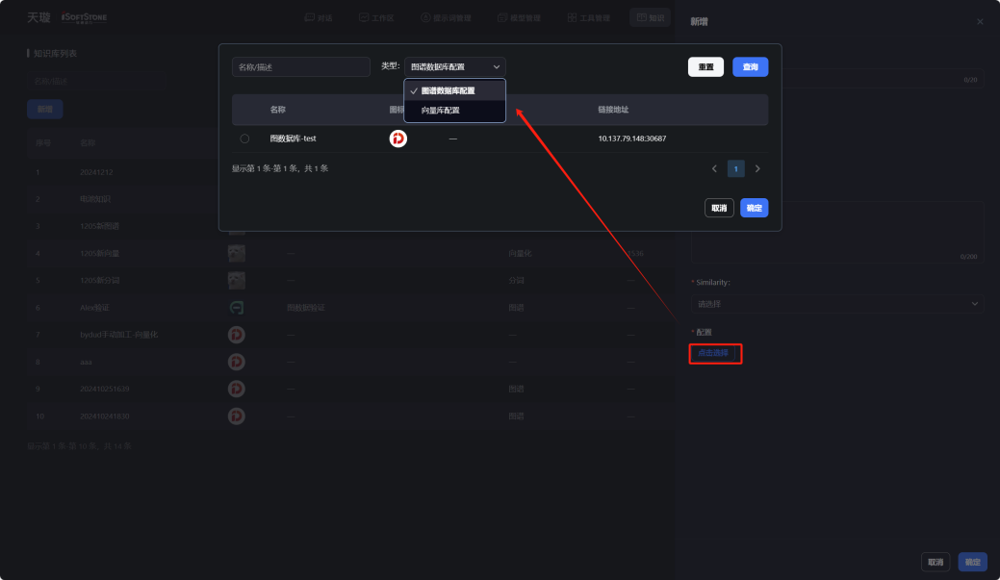 天璇 iSoftStone
对话 工作区 提示词管理 模型管理 工具管理 知识
新增
知识库列表
名称/描述
新增
序号 名称
1 20241212
2 电池知识
3 1205新图谱
4 1205新向量 --- 向量化 1536
5 1205新分词 --- 分词 ---
6 Alex验证 图数据验证 图谱 ---
7 bydud手动加工-向量化 --- --- ---
8 aaa --- --- ---
9 202410251639 --- 图谱 ---
10 202410241830 --- 图谱 ---
显示第 1 条-第 10 条，共 13 条
名称/描述 类型: 图谱数据库配置 重置 查询
图谱数据库配置
向量库配置
名称 图标 链接地址
图数据库-test --- 10.137.79.148:30687
显示第 1 条-第 1 条，共 1 条 1
取消 确定
0/20
0/200
* Similarity:
请选择
* 配置
点击选择
取消 确定